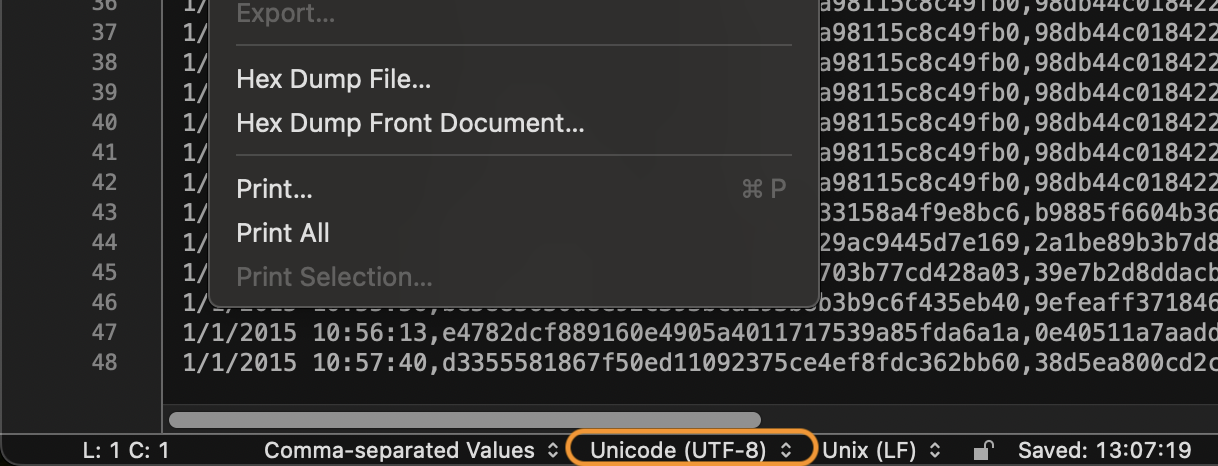 36 1/ Export... a98115c8c49fb0,98db44c018422
37 1/ a98115c8c49fb0,98db44c018422
38 1/ Hex Dump File... a98115c8c49fb0,98db44c018422
39 1/ a98115c8c49fb0,98db44c018422
40 1/ Hex Dump Front Document... a98115c8c49fb0,98db44c018422
41 1/ a98115c8c49fb0,98db44c018422
42 1/ Print... ⌘ P a98115c8c49fb0,98db44c018422
43 1/ 33158a4f9e8bc6,b9885f6604b36
44 1/ Print All 29ac9445d7e169,2a1be89b3b7d8
45 1/ Print Selection... 703b77cd428a03,39e7b2d8ddacb
46 1/ b3b9c6f435eb40,9efeaff371846
47 1/1/2015 10:56:13,e4782dcf889160e4905a4011717539a85fda6a1a,0e40511a7aadd
48 1/1/2015 10:57:40,d3355581867f50ed11092375ce4ef8fdc362bb60,38d5ea800cd2c
L: 1 C: 1 Comma-separated Values Unicode (UTF-8) Unix (LF) Saved: 13:07:19